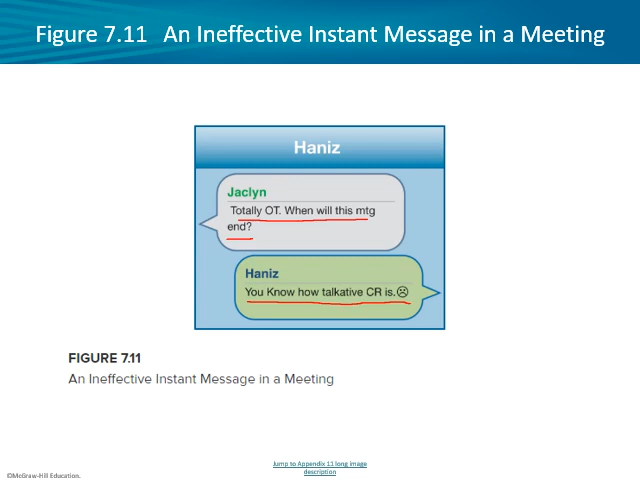 Figure 7.11 An Ineffective Instant Message in a Meeting
Haniz
Jaclyn
Totally OT. When will this mtg
end?
Haniz
You Know how talkative CR is.☹
FIGURE 7.11
An Ineffective Instant Message in a Meeting
Jump to Appendix 11 long image
description
©McGraw-Hill Education.